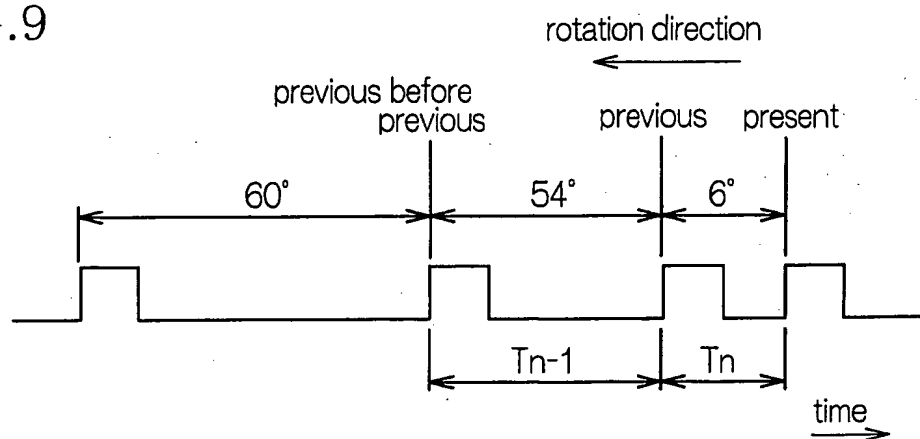 .9
rotation direction
previous before
previous
previous
present
60°
54°
6°
Tn-1
Tn
time